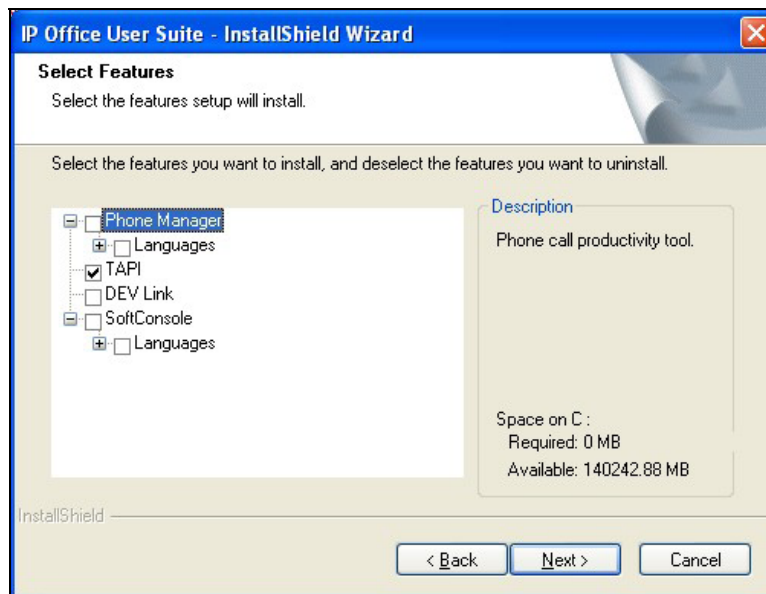 IP Office User Suite - InstallShield Wizard
Select Features
Select the features setup will install.
Select the features you want to install, and deselect the features you want to uninstall.
Phone Manager
Languages
TAPI
DEV Link
SoftConsole
Languages
Description
Phone call productivity tool.
Space on C :
Required: 0 MB
Available: 140242.88 MB
InstallShield
< Back
Next >
Cancel